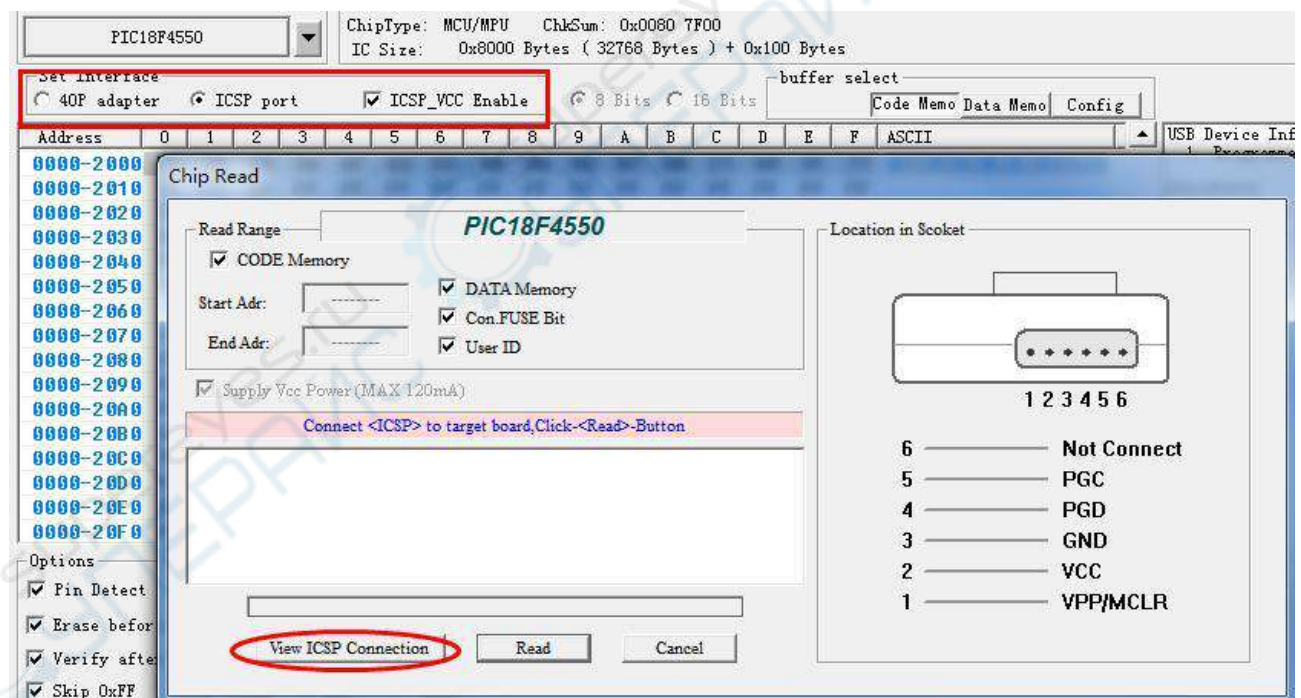 PIC18F4550
ChipType: MCU/MPU ChkSum: 0x0080 7F00
IC Size: 0x8000 Bytes ( 32768 Bytes ) + 0x100 Bytes
Set Interface
40P adapter ICSP port ICSP_VCC Enable
8 Bits 16 Bits
buffer select
Code Memo Data Memo Config
Address 0 1 2 3 4 5 6 7 8 9 A B C D E F ASCII
USB Device Inf
0000-2000
0000-2010
0000-2020
0000-2030
0000-2040
0000-2050
0000-2060
0000-2070
0000-2080
0000-2090
0000-20A0
0000-20B0
0000-20C0
0000-20D0
0000-20E0
0000-20F0
Options
Pin Detect
Erase befor
Verify afte
Skip 0xFF
Chip Read
Read Range
PIC18F4550
CODE Memory
Start Adr: --------
End Adr: --------
DATA Memory
Con.FUSE Bit
User ID
Supply Vcc Power(MAX 120mA)
Connect <ICSP> to target board,Click-<Read>-Button
View ICSP Connection Read Cancel
Location in Scoket
1 2 3 4 5 6
6 Not Connect
5 PGC
4 PGD
3 GND
2 VCC
1 VPP/MCLR